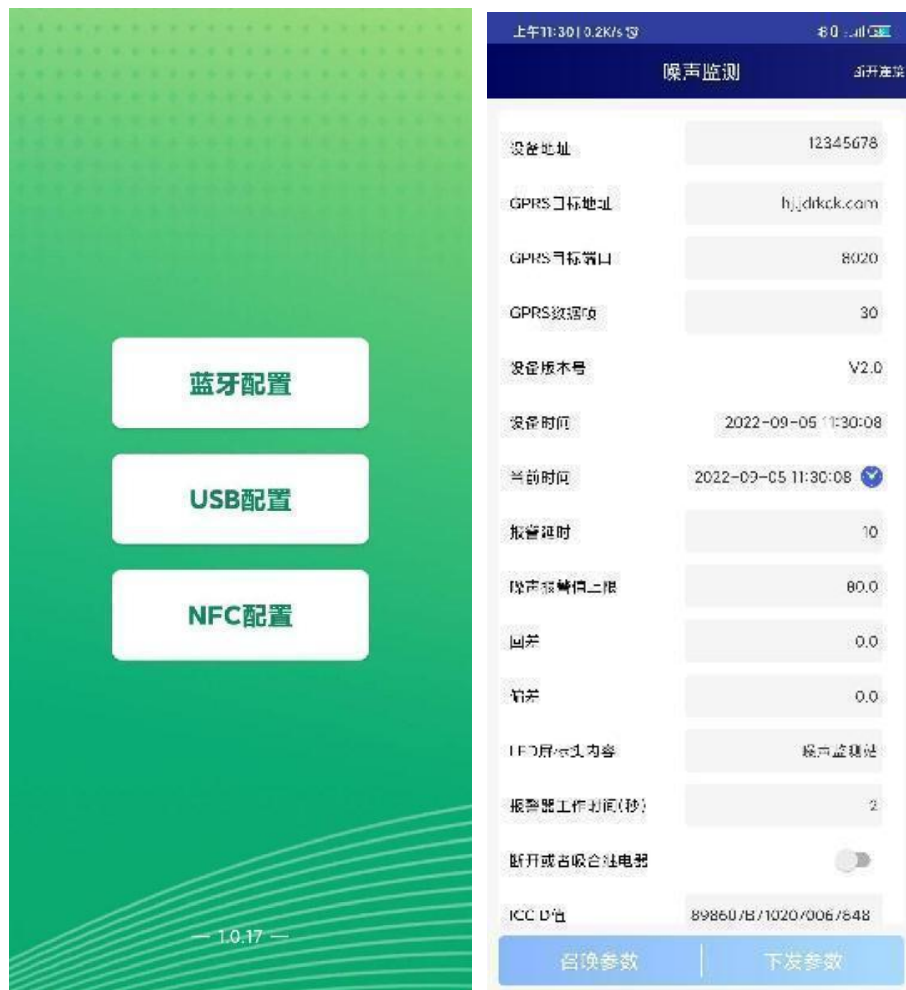 蓝牙配置
USB配置
NFC配置
— 1.0.17 —
上午11:30 | 0.2K/s
噪声监测 断开连接
设备地址 12345678
GPRS目标地址
GPRS目标端口 8020
GPRS数据帧 30
设备版本号 V2.0
设备时间 2022-09-05 11:30:08
当前时间 2022-09-05 11:30:08
报警延时 10
噪声报警值上限 80.0
回差 0.0
偏差 0.0
LED屏标头内容 噪声监测站
报警器工作时间(秒) 2
断开或者吸合继电器
ICCID值
召唤参数 下发参数